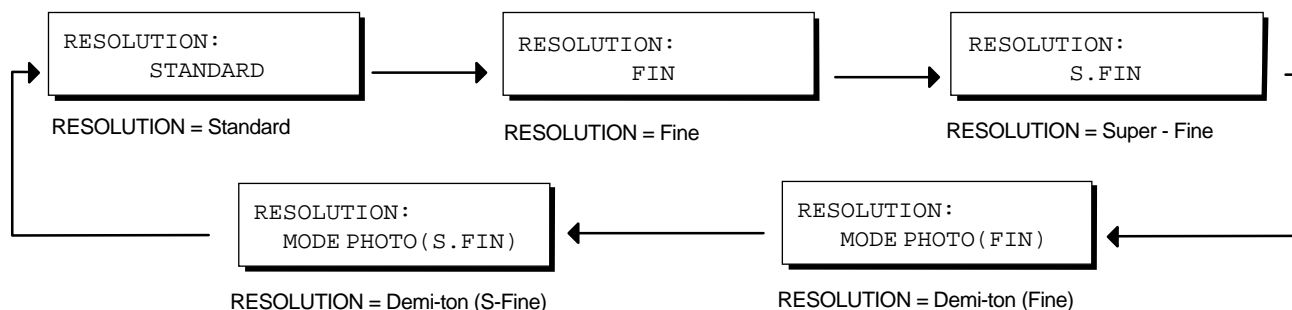 RESOLUTION:
STANDARD
RESOLUTION = Standard
RESOLUTION:
FIN
RESOLUTION = Fine
RESOLUTION:
S.FIN
RESOLUTION = Super - Fine
RESOLUTION:
MODE PHOTO(S.FIN)
RESOLUTION = Demi-ton (S-Fine)
RESOLUTION:
MODE PHOTO(FIN)
RESOLUTION = Demi-ton (Fine)